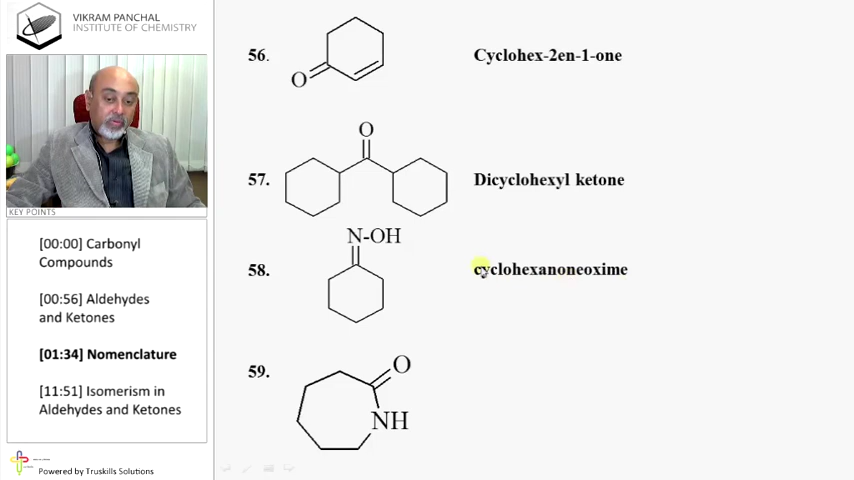 VIKRAM PANCHAL
INSTITUTE OF CHEMISTRY
KEY POINTS
[00:00] Carbonyl
Compounds
[00:56] Aldehydes
and Ketones
[01:34] Nomenclature
[11:51] Isomerism in
Aldehydes and Ketones
Powered by Truskills Solutions
56.
O
Cyclohex-2en-1-one
O
57.
Dicyclohexyl ketone
N-OH
58.
cyclohexanoneoxime
59.
O
NH